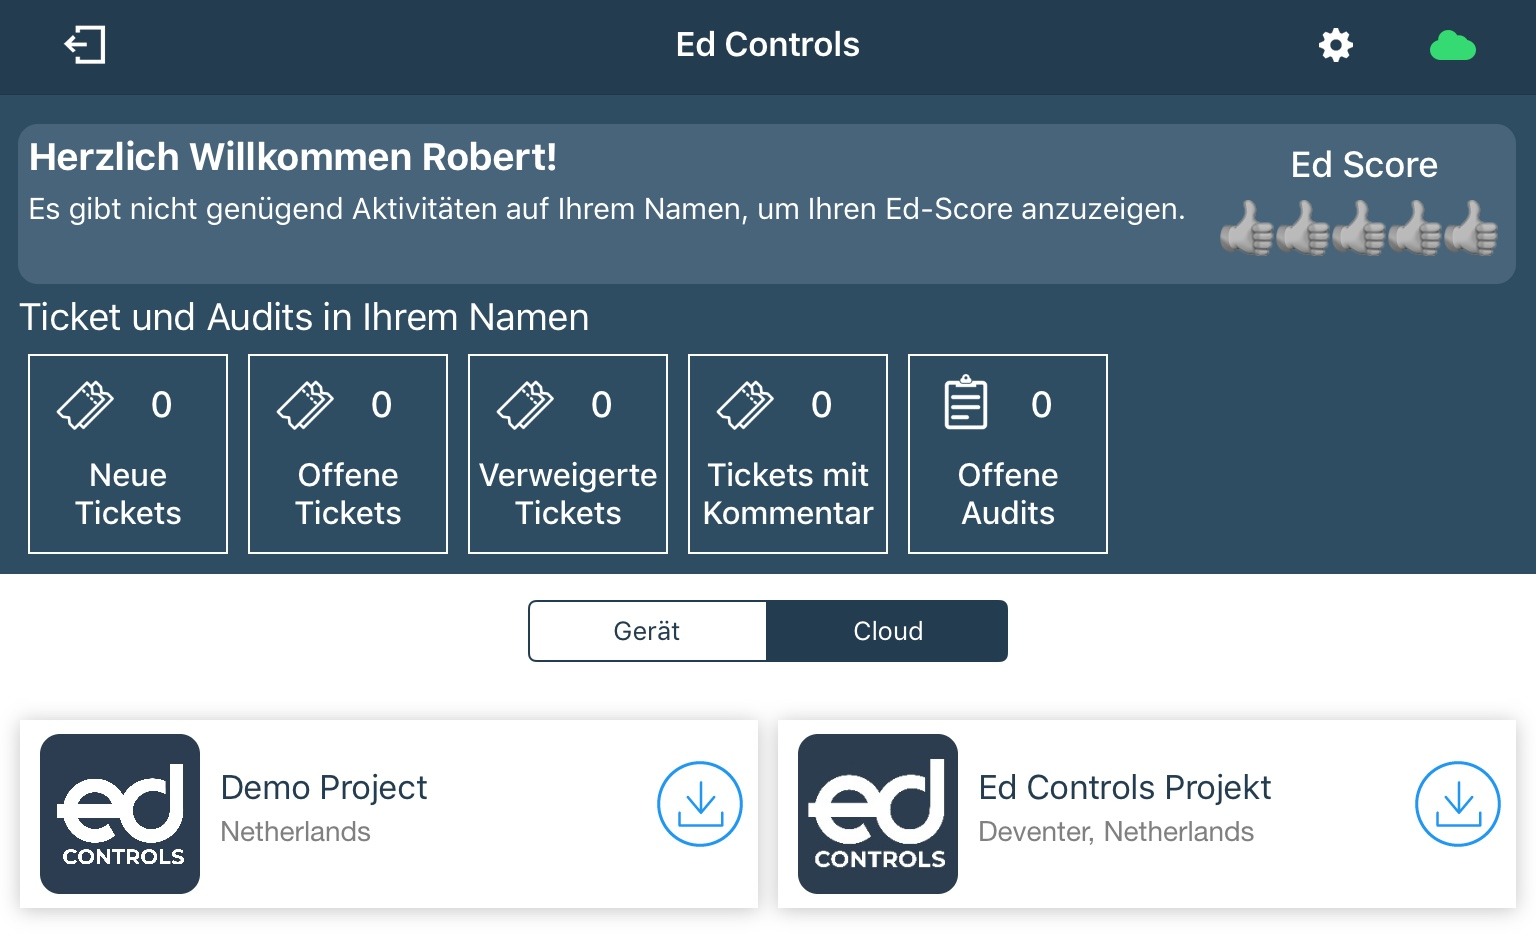 Ed Controls
Herzlich Willkommen Robert!
Es gibt nicht genügend Aktivitäten auf Ihrem Namen, um Ihren Ed-Score anzuzeigen.
Ed Score
Ticket und Audits in Ihrem Namen
0
Neue
Tickets
0
Offene
Tickets
0
Verweigerte
Tickets
0
Tickets mit
Kommentar
0
Offene
Audits
Gerät
Cloud
ed
CONTROLS
Demo Project
Netherlands
ed
CONTROLS
Ed Controls Projekt
Deventer, Netherlands